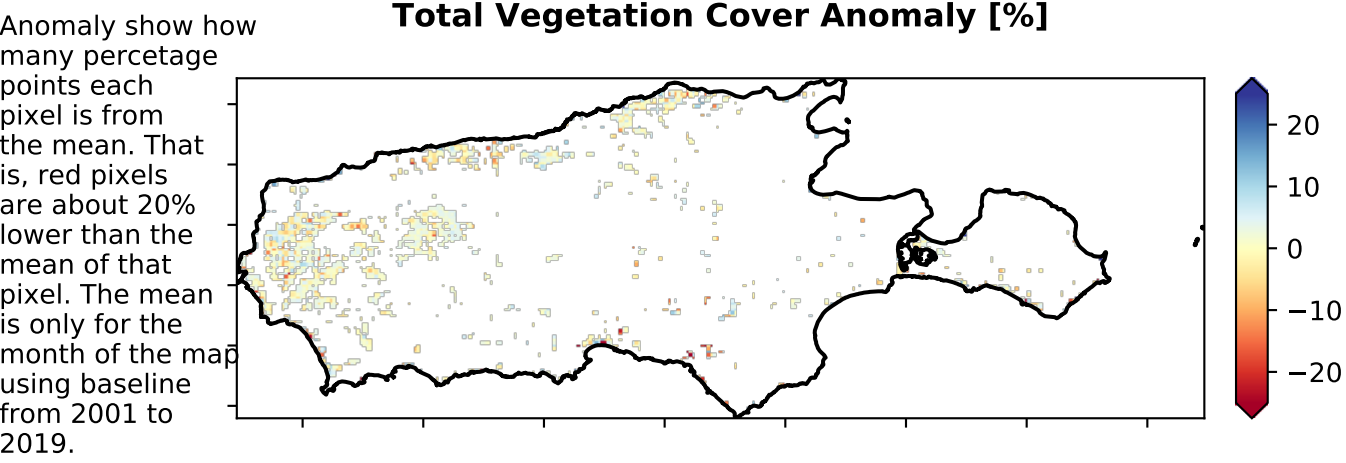 Total Vegetation Cover Anomaly [%]
Anomaly show how
many percetage
points each
pixel is from
the mean. That
is, red pixels
are about 20%
lower than the
mean of that
pixel. The mean
is only for the
month of the map
using baseline
from 2001 to
2019.
20
10
0
−10
−20